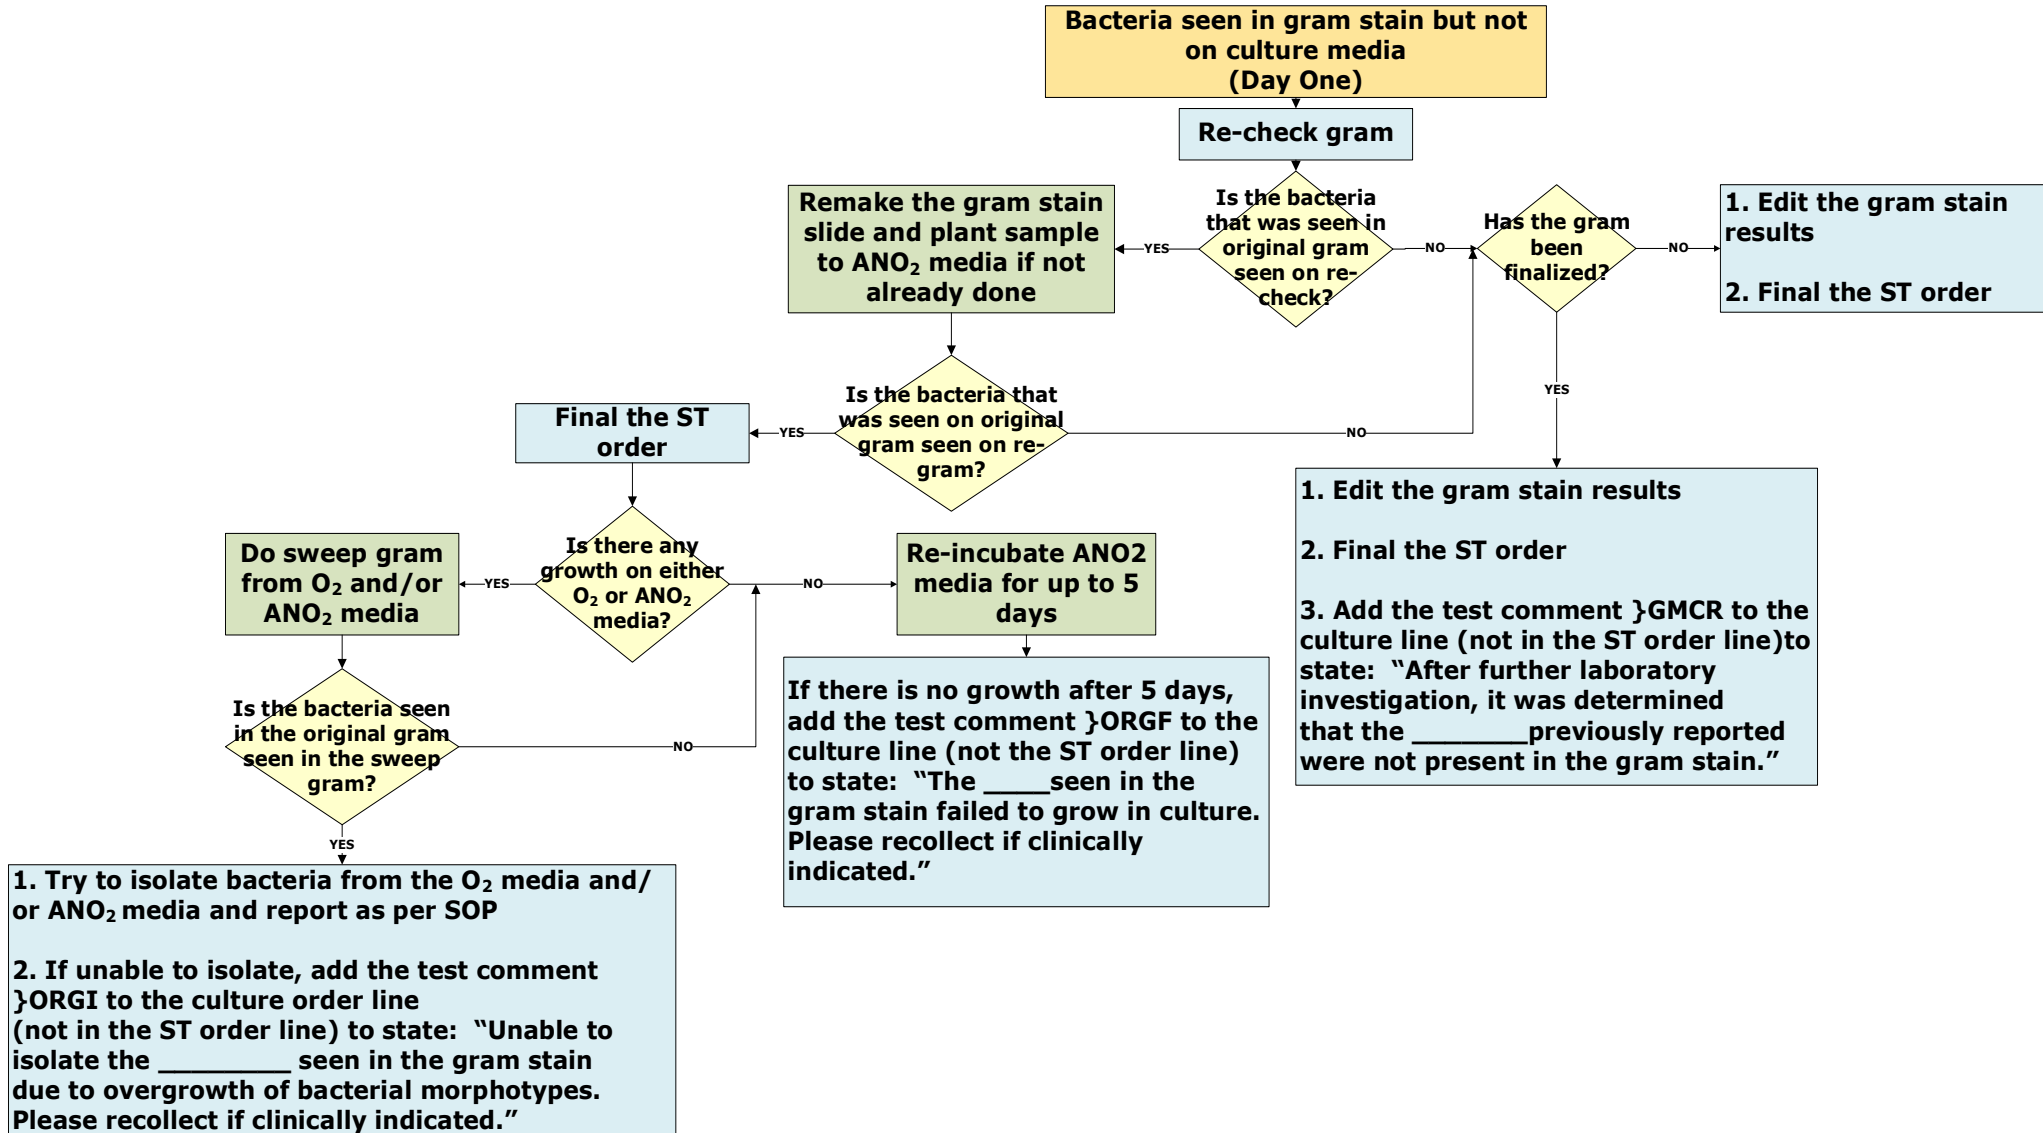 Bacteria seen in gram stain but not
on culture media
(Day One)
Re-check gram
Is the bacteria
that was seen in
original gram
seen on re-
check?
YES
NO
Remake the gram stain
slide and plant sample
to ANO₂ media if not
already done
Has the gram
been
finalized?
NO
YES
1. Edit the gram stain
results
2. Final the ST order
Is the bacteria that
was seen on original
gram seen on re-
gram?
YES
NO
Final the ST
order
1. Edit the gram stain results
2. Final the ST order
3. Add the test comment }GMCR to the
culture line (not in the ST order line)to
state:  “After further laboratory
investigation, it was determined
that the ________previously reported
were not present in the gram stain.”
Is there any
growth on either
O₂ or ANO₂
media?
YES
NO
Do sweep gram
from O₂ and/or
ANO₂ media
Re-incubate ANO2
media for up to 5
days
If there is no growth after 5 days,
add the test comment }ORGF to the
culture line (not the ST order line)
to state:  “The _____seen in the
gram stain failed to grow in culture.
Please recollect if clinically
indicated.”
Is the bacteria seen
in the original gram
seen in the sweep
gram?
NO
YES
1. Try to isolate bacteria from the O₂ media and/
or ANO₂ media and report as per SOP
2. If unable to isolate, add the test comment
}ORGI to the culture order line
(not in the ST order line) to state:  “Unable to
isolate the _________ seen in the gram stain
due to overgrowth of bacterial morphotypes.
Please recollect if clinically indicated.”